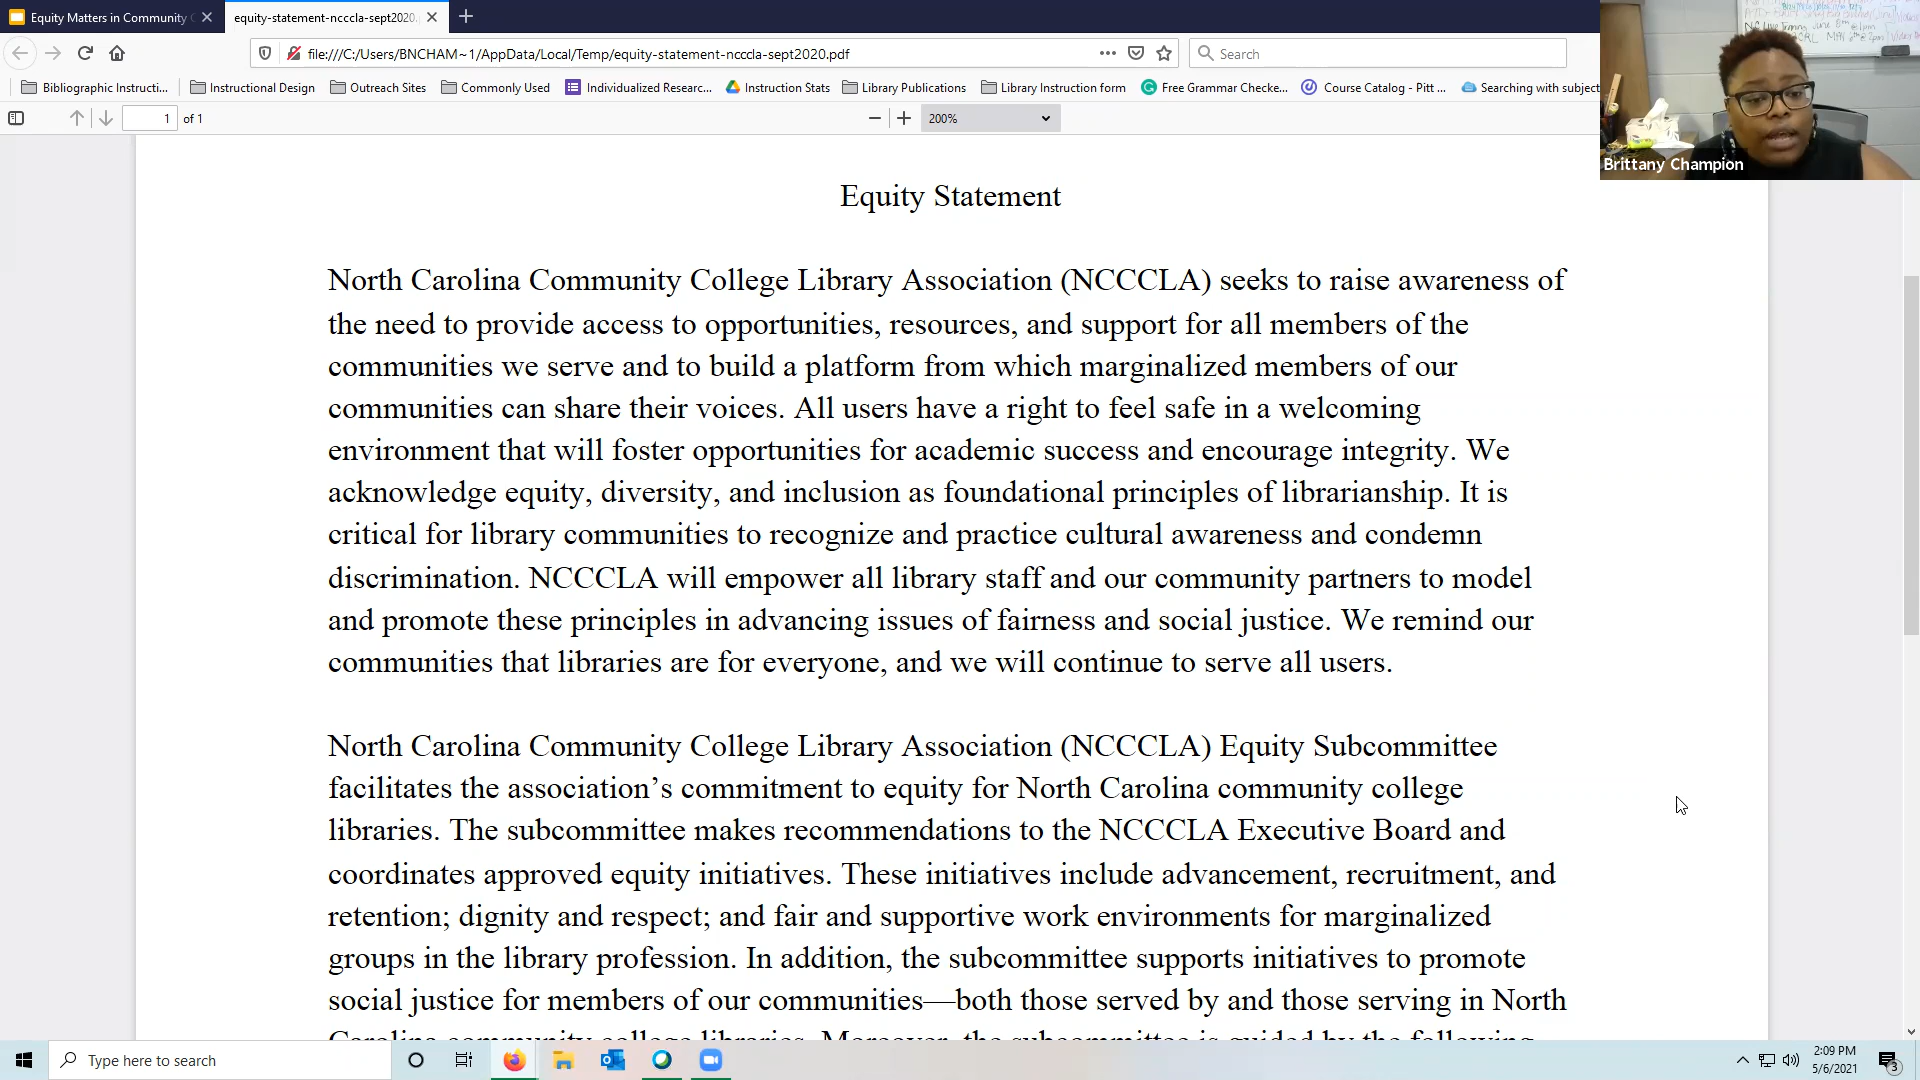 Equity Matters in Community
equity-statement-ncccla-sept2020.
file:///C:/Users/BNCHAM~1/AppData/Local/Temp/equity-statement-ncccla-sept2020.pdf
Search
Bibliographic Instructi...
Instructional Design
Outreach Sites
Commonly Used
Individualized Researc...
Instruction Stats
Library Publications
Library Instruction form
Free Grammar Checke...
Course Catalog - Pitt ...
Searching with subject
1 of 1
200%
Brittany Champion
Equity Statement
North Carolina Community College Library Association (NCCCLA) seeks to raise awareness of
the need to provide access to opportunities, resources, and support for all members of the
communities we serve and to build a platform from which marginalized members of our
communities can share their voices. All users have a right to feel safe in a welcoming
environment that will foster opportunities for academic success and encourage integrity. We
acknowledge equity, diversity, and inclusion as foundational principles of librarianship. It is
critical for library communities to recognize and practice cultural awareness and condemn
discrimination. NCCCLA will empower all library staff and our community partners to model
and promote these principles in advancing issues of fairness and social justice. We remind our
communities that libraries are for everyone, and we will continue to serve all users.
North Carolina Community College Library Association (NCCCLA) Equity Subcommittee
facilitates the association’s commitment to equity for North Carolina community college
libraries. The subcommittee makes recommendations to the NCCCLA Executive Board and
coordinates approved equity initiatives. These initiatives include advancement, recruitment, and
retention; dignity and respect; and fair and supportive work environments for marginalized
groups in the library profession. In addition, the subcommittee supports initiatives to promote
social justice for members of our communities—both those served by and those serving in North
Carolina community college libraries. Moreover, the subcommittee is guided by the following
Type here to search
2:09 PM
5/6/2021
3